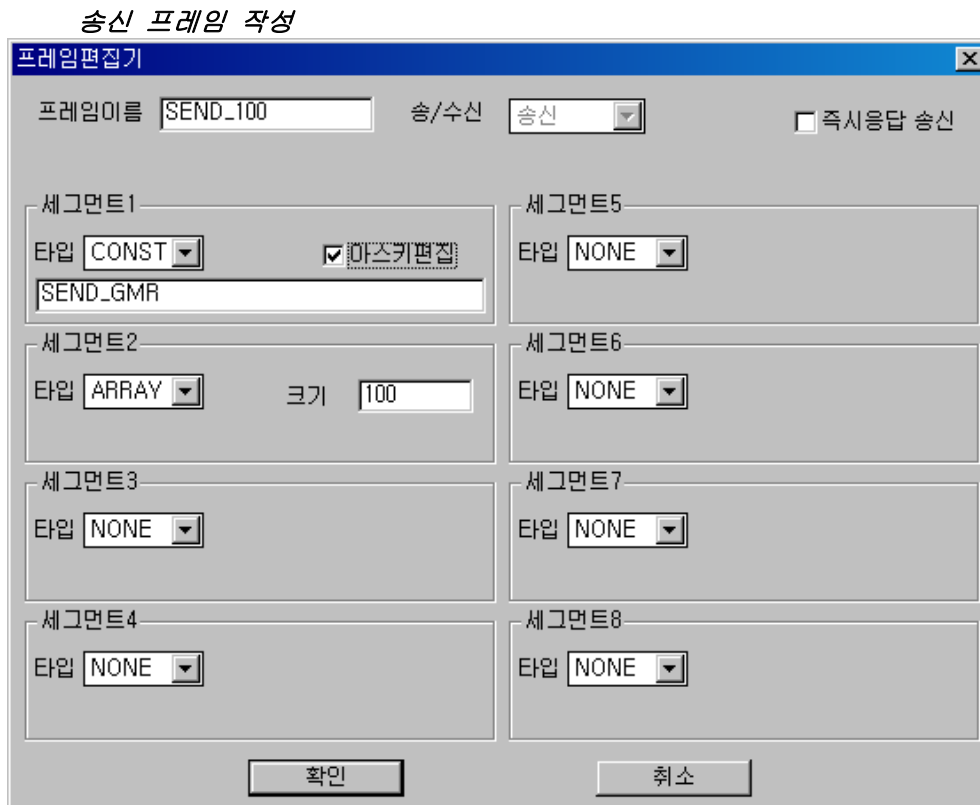 송신 프레임 작성
프레임편집기
프레임이름 SEND_100 송/수신 송신 즉시응답 송신
세그먼트1
타입 CONST 아스키편집
SEND_GMR
세그먼트2
타입 ARRAY 크기 100
세그먼트3
타입 NONE
세그먼트4
타입 NONE
세그먼트5
타입 NONE
세그먼트6
타입 NONE
세그먼트7
타입 NONE
세그먼트8
타입 NONE
확인 취소